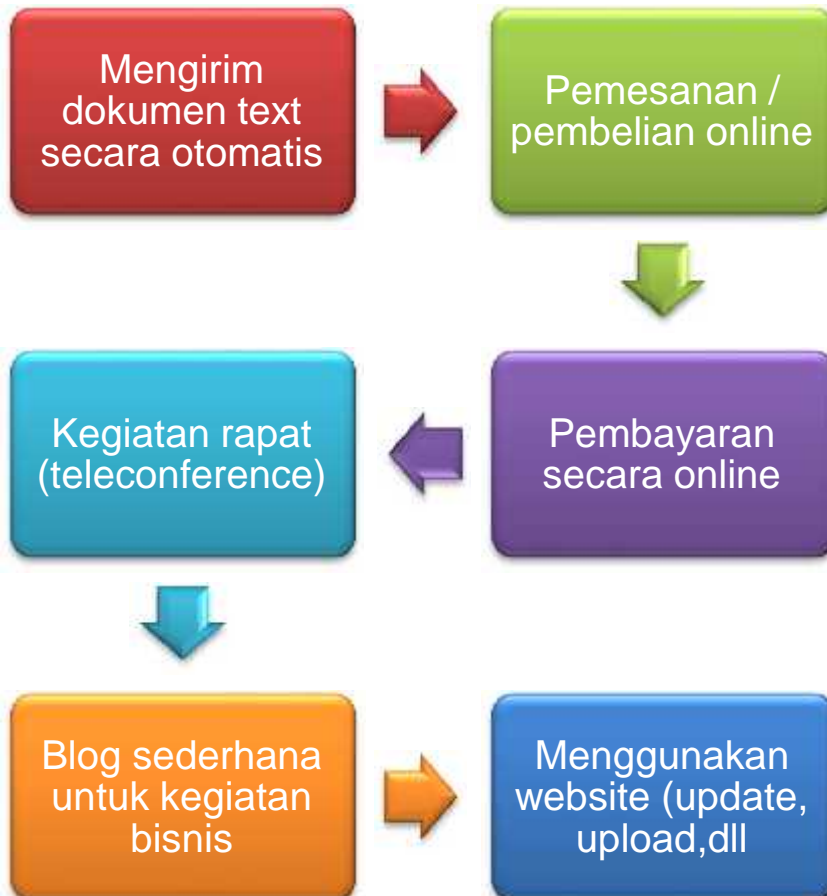 Mengirim
dokumen text
secara otomatis
Pemesanan /
pembelian online
Pembayaran
secara online
Kegiatan rapat
(teleconference)
Blog sederhana
untuk kegiatan
bisnis
Menggunakan
website (update,
upload,dll